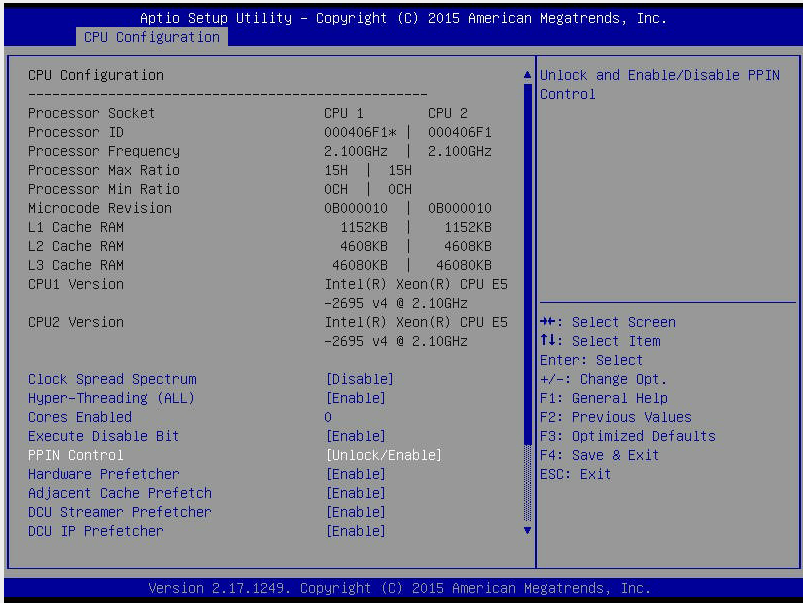 Aptio Setup Utility – Copyright (C) 2015 American Megatrends, Inc.
CPU Configuration
CPU Configuration
--------------------------------------------------
Processor Socket CPU 1 CPU 2
Processor ID 000406F1* | 000406F1
Processor Frequency 2.100GHz | 2.100GHz
Processor Max Ratio 15H | 15H
Processor Min Ratio 0CH | 0CH
Microcode Revision 0B000010 | 0B000010
L1 Cache RAM 1152KB | 1152KB
L2 Cache RAM 4608KB | 4608KB
L3 Cache RAM 46080KB | 46080KB
CPU1 Version Intel(R) Xeon(R) CPU E5
-2695 v4 @ 2.10GHz
CPU2 Version Intel(R) Xeon(R) CPU E5
-2695 v4 @ 2.10GHz
Clock Spread Spectrum [Disable]
Hyper-Threading (ALL) [Enable]
Cores Enabled 0
Execute Disable Bit [Enable]
PPIN Control [Unlock/Enable]
Hardware Prefetcher [Enable]
Adjacent Cache Prefetch [Enable]
DCU Streamer Prefetcher [Enable]
DCU IP Prefetcher [Enable]
Unlock and Enable/Disable PPIN
Control
→←: Select Screen
↑↓: Select Item
Enter: Select
+/-: Change Opt.
F1: General Help
F2: Previous Values
F3: Optimized Defaults
F4: Save & Exit
ESC: Exit
Version 2.17.1249. Copyright (C) 2015 American Megatrends, Inc.